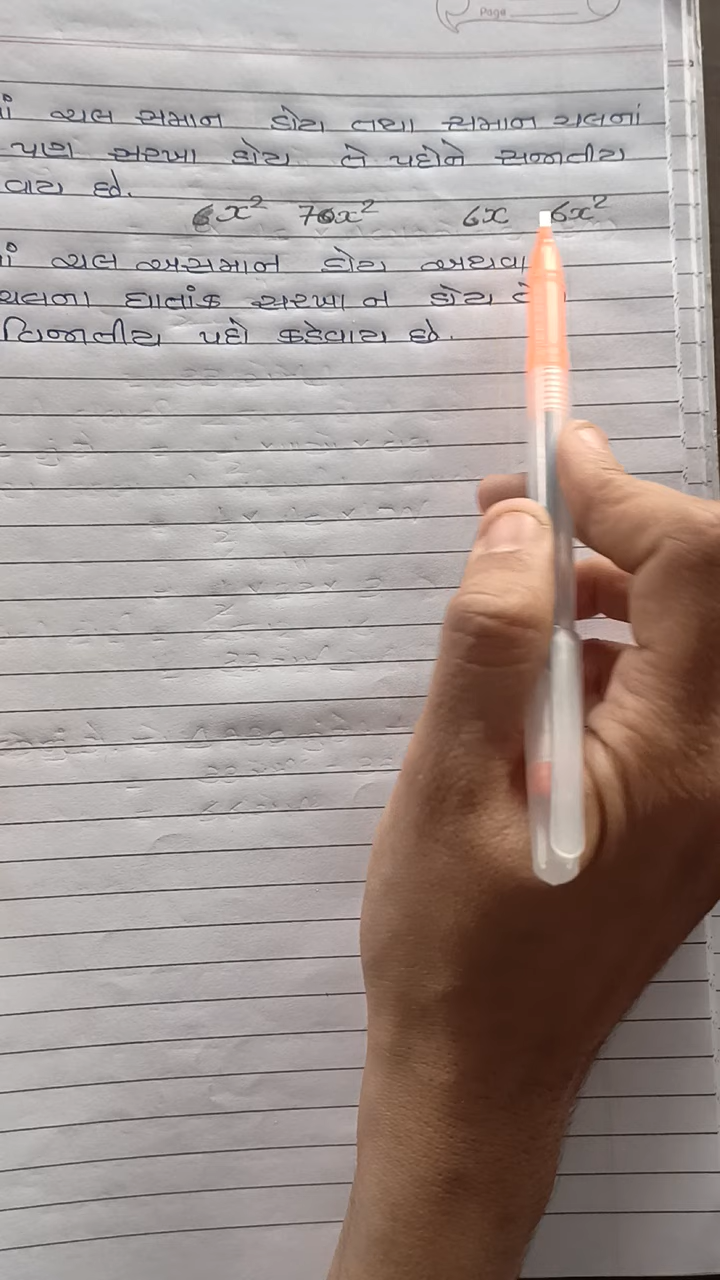 Page
માં ચલ સમાન હોય તથા સમાન ચલનાં
પણ સરખા હોય તે પદોને સજાતીય
વાય છે.
6x² 76x² 6x 6x²
માં ચલ અસમાન હોય અથવા
ચલના ઘાતાંક સરખા ન હોય તે
વિજાતીય પદો કહેવાય છે.